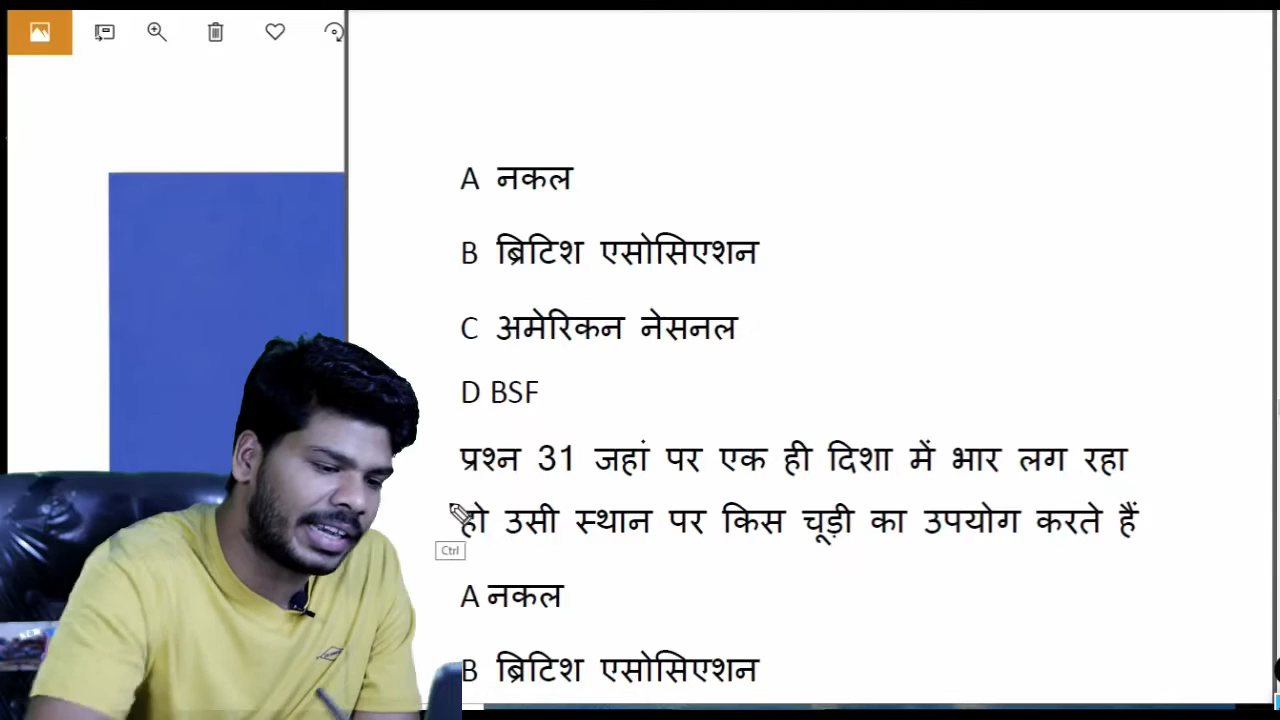 A नकल
B ब्रिटिश एसोसिएशन
C अमेरिकन नेसनल
D BSF
प्रश्न 31 जहां पर एक ही दिशा में भार लग रहा
हो उसी स्थान पर किस चूड़ी का उपयोग करते हैं
Ctrl
A नकल
B ब्रिटिश एसोसिएशन